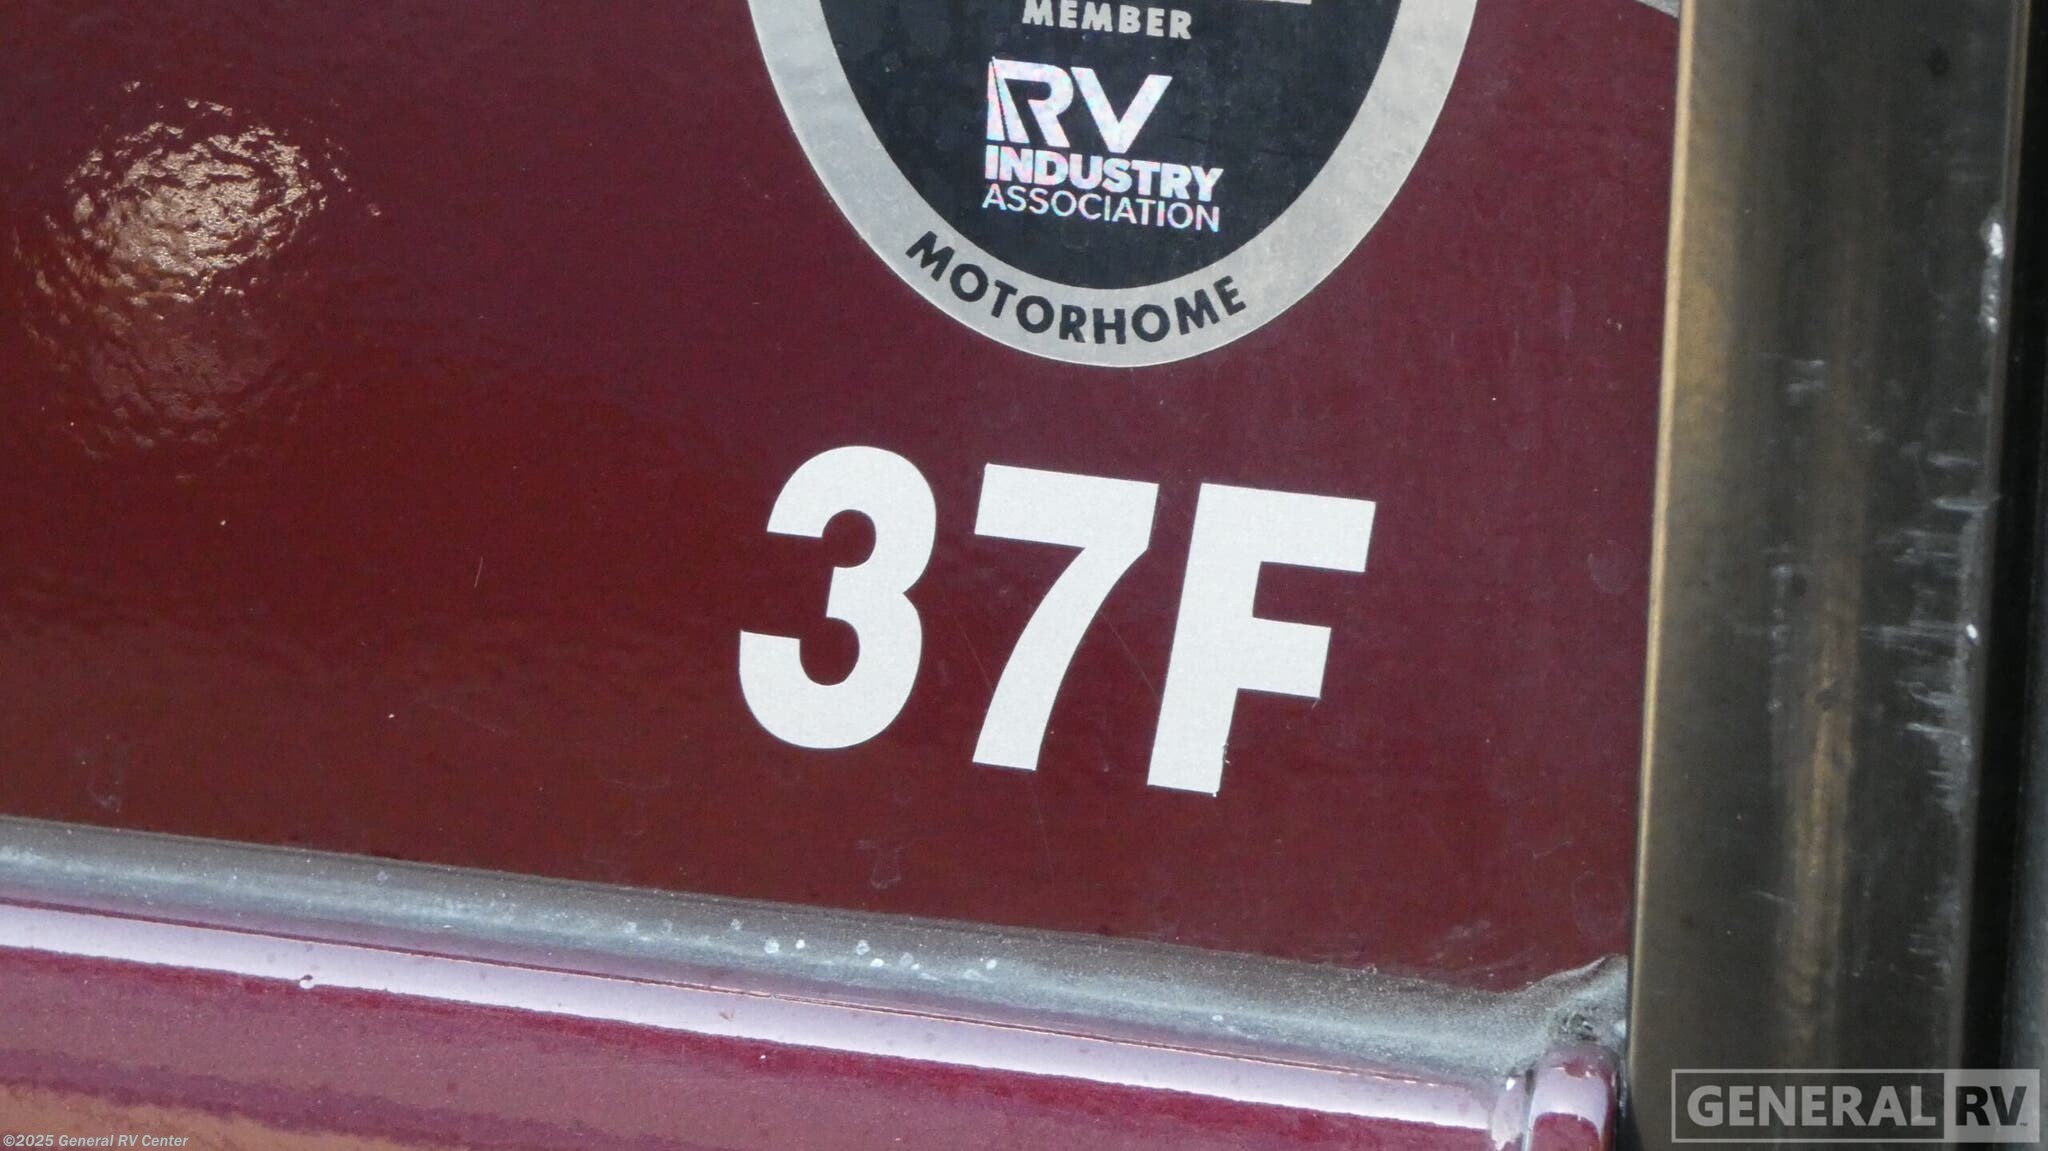 MEMBER
RV
INDUSTRY
ASSOCIATION
MOTORHOME
37F
GENERAL RV
©2025 General RV Center